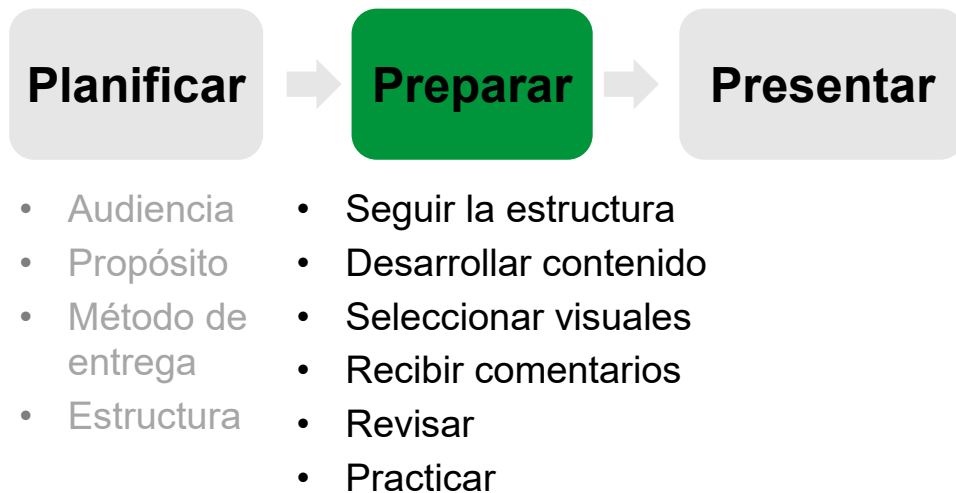 Planificar
Preparar
Presentar
• Audiencia
• Propósito
• Método de
entrega
• Estructura
• Seguir la estructura
• Desarrollar contenido
• Seleccionar visuales
• Recibir comentarios
• Revisar
• Practicar